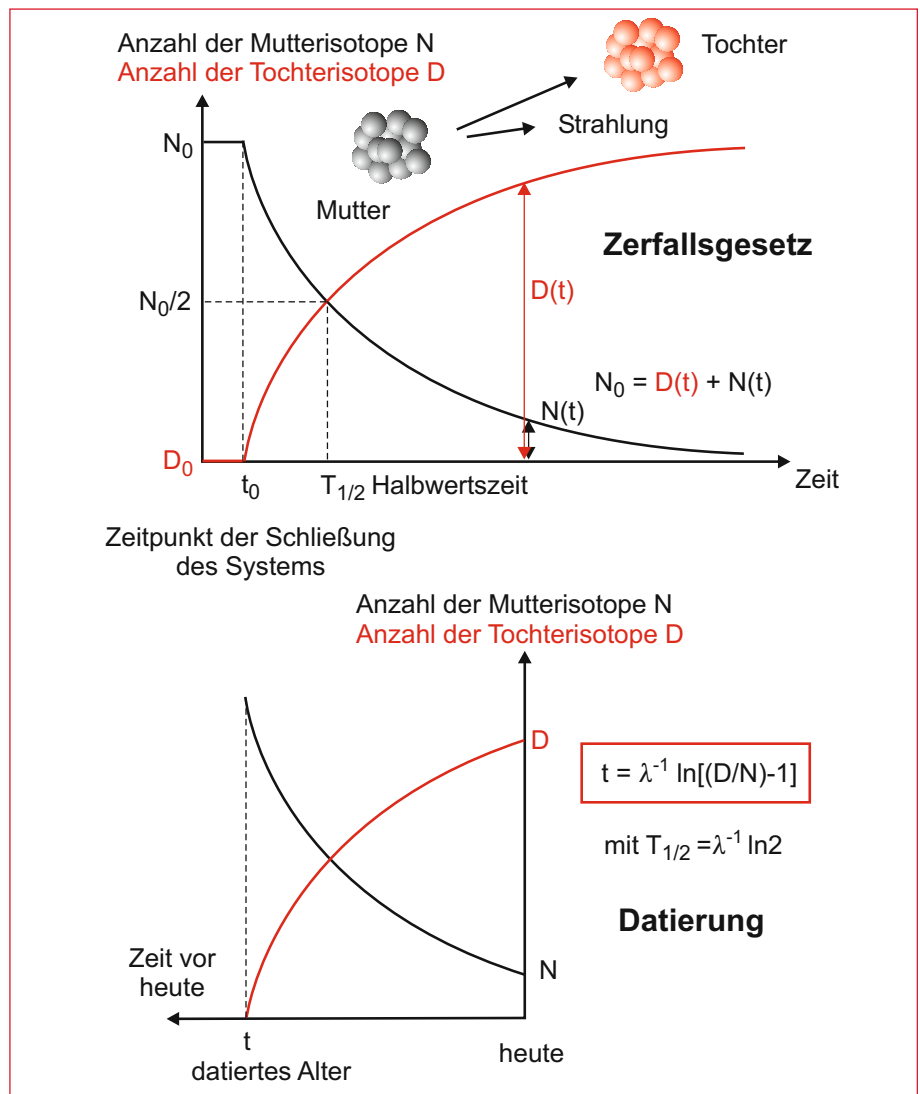 Anzahl der Mutterisotope N
Anzahl der Tochterisotope D
Tochter
Strahlung
N₀
Mutter
Zerfallsgesetz
N₀/2
D(t)
N₀ = D(t) + N(t)
N(t)
D₀
t₀
T₁/₂ Halbwertszeit
Zeit
Zeitpunkt der Schließung
des Systems
Anzahl der Mutterisotope N
Anzahl der Tochterisotope D
D
t = λ⁻¹ ln[(D/N)-1]
mit T₁/₂ =λ⁻¹ ln2
Datierung
Zeit vor
heute
N
t
datiertes Alter
heute